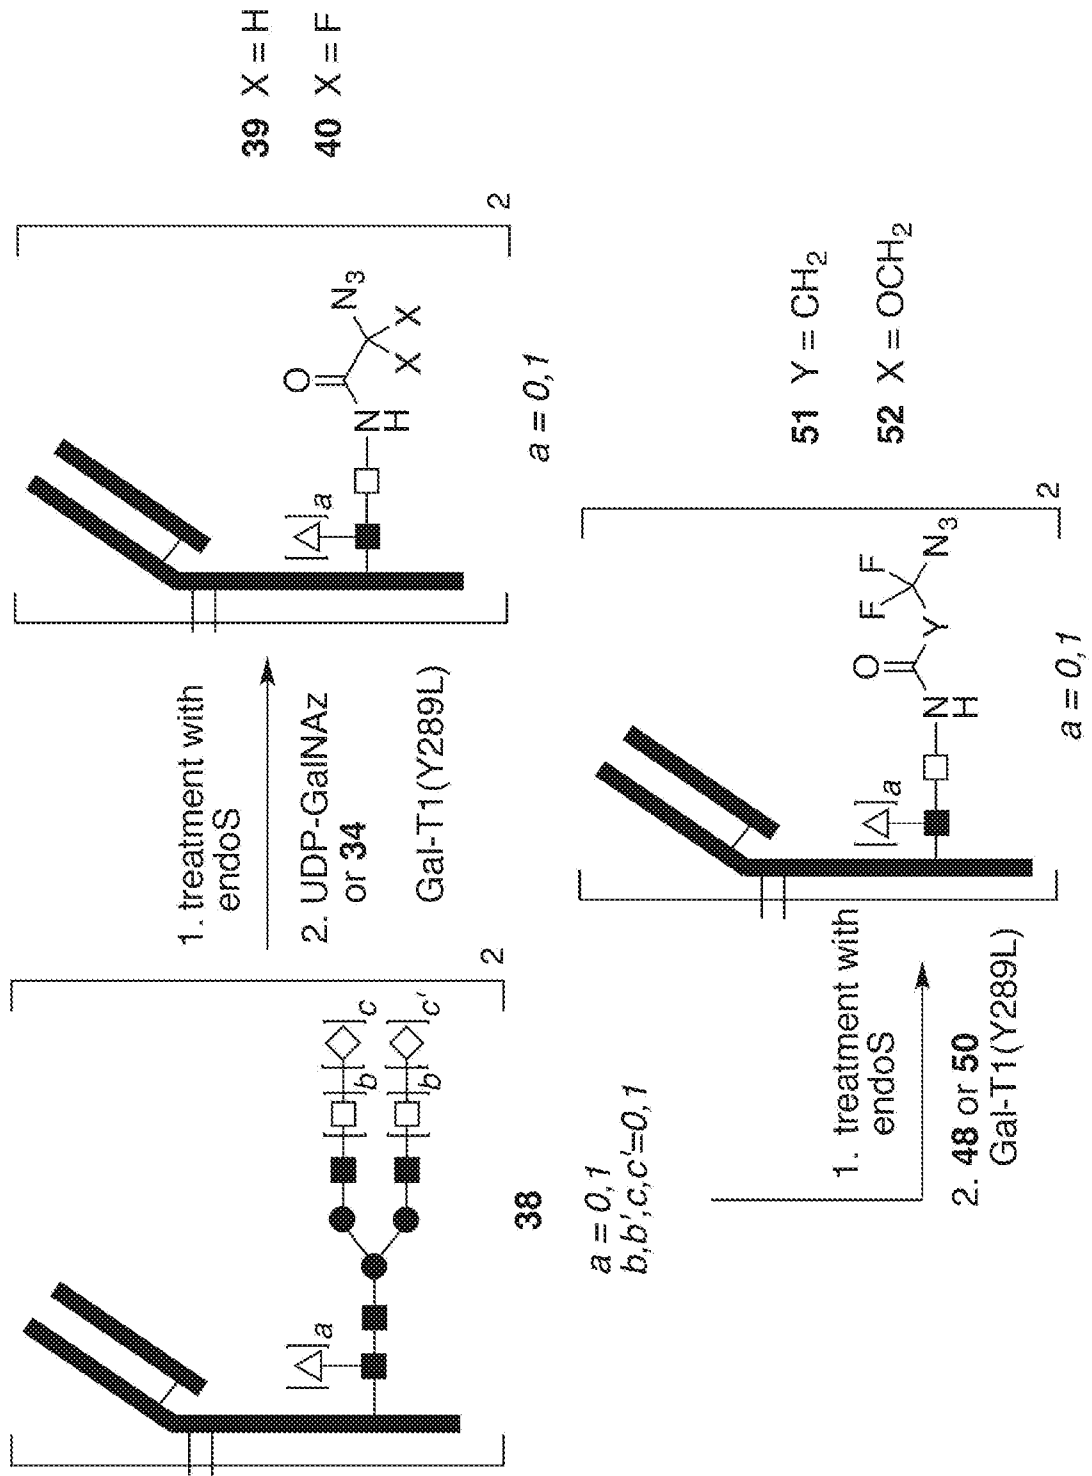 [ ]a
[ ]b [ ]c
[ ]b [ ]c'
2
38
a = 0,1
b,b',c,c'=0,1
1. treatment with
endoS
2. UDP-GalNAz
or 34
Gal-T1(Y289L)
[ ]a
O
N
H
N3
X X
2
a = 0,1
39 X = H
40 X = F
1. treatment with
endoS
2. 48 or 50
Gal-T1(Y289L)
[ ]a
O
N
H
Y
F F
N3
2
a = 0,1
51 Y = CH2
52 X = OCH2